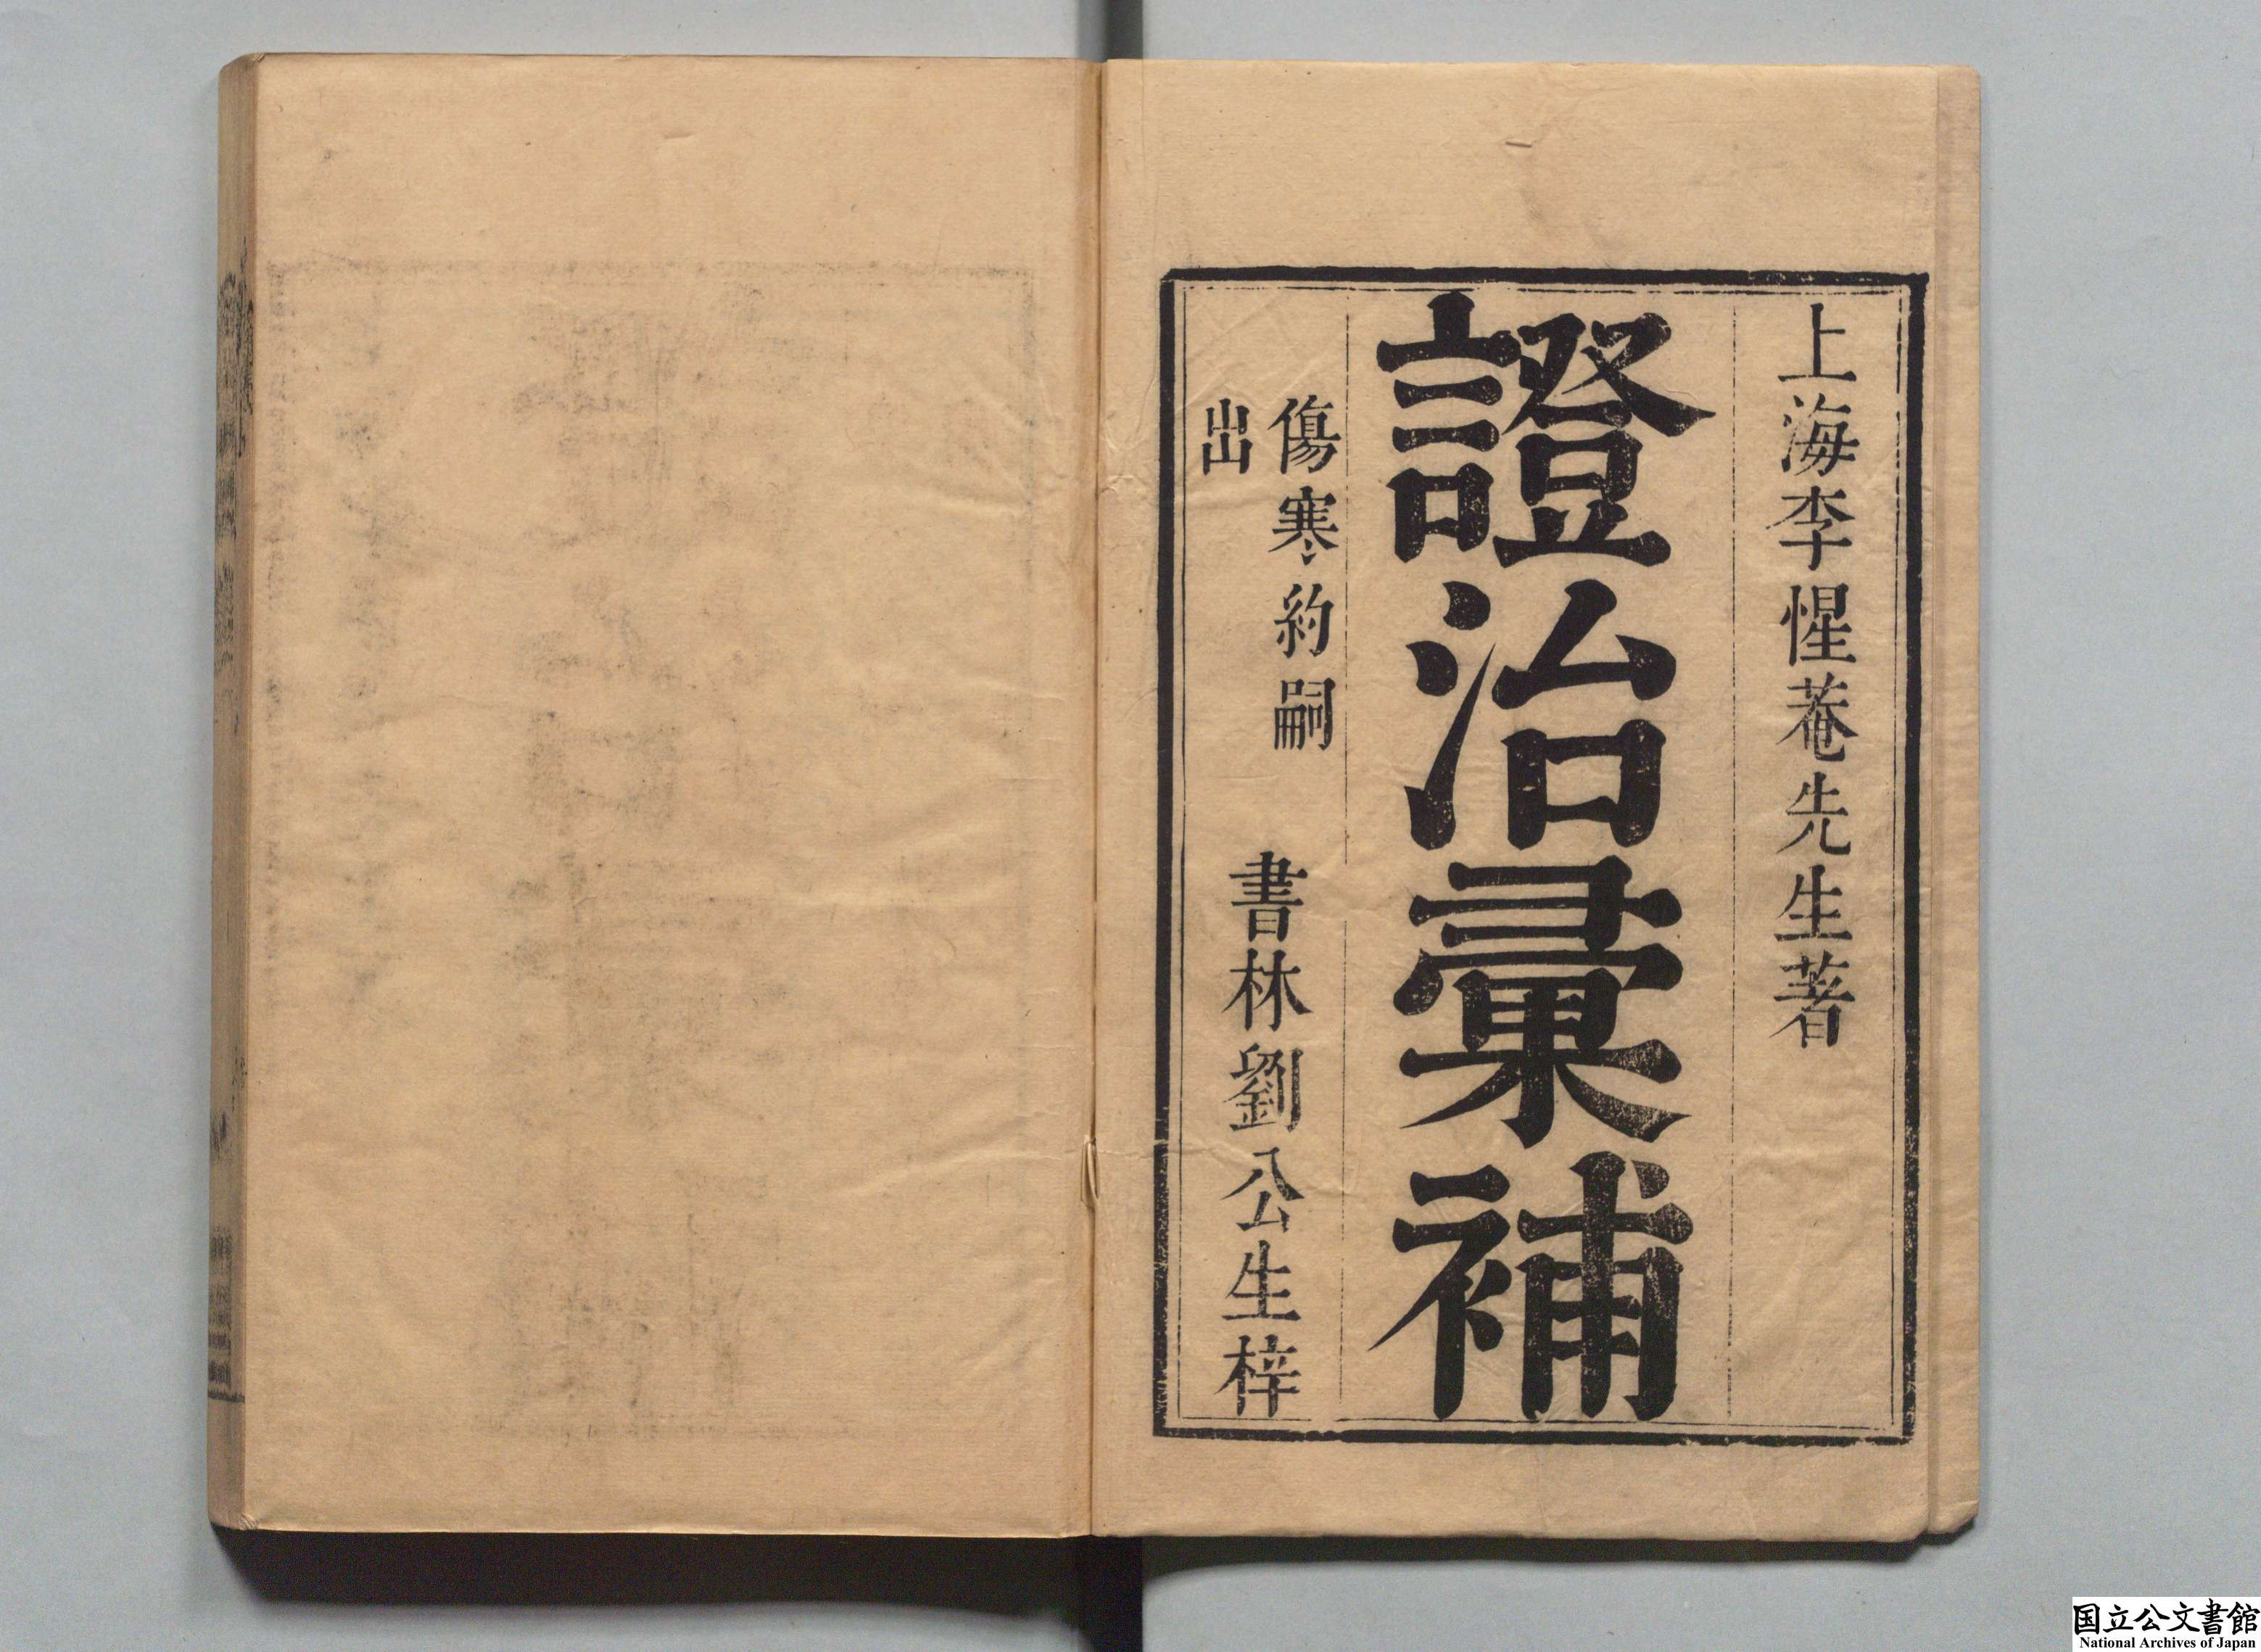 上海李惺菴先生著
證治彙補
傷寒約嗣
出
書林劉公生梓
国立公文書館
National Archives of Japan